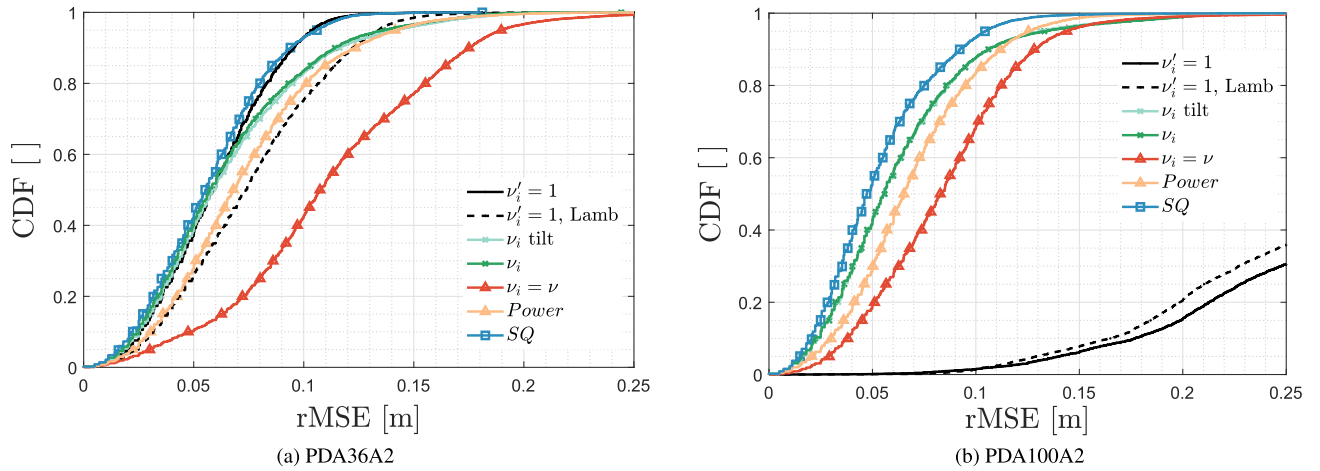 1
0.8
0.6
0.4
0.2
0
CDF [ ]
0
0.05
0.1
0.15
0.2
0.25
rMSE [m]
ν′ᵢ = 1
ν′ᵢ = 1, Lamb
νᵢ tilt
νᵢ
νᵢ = ν
Power
SQ
(a) PDA36A2
1
0.8
0.6
0.4
0.2
0
CDF [ ]
0
0.05
0.1
0.15
0.2
0.25
rMSE [m]
ν′ᵢ = 1
ν′ᵢ = 1, Lamb
νᵢ tilt
νᵢ
νᵢ = ν
Power
SQ
(b) PDA100A2